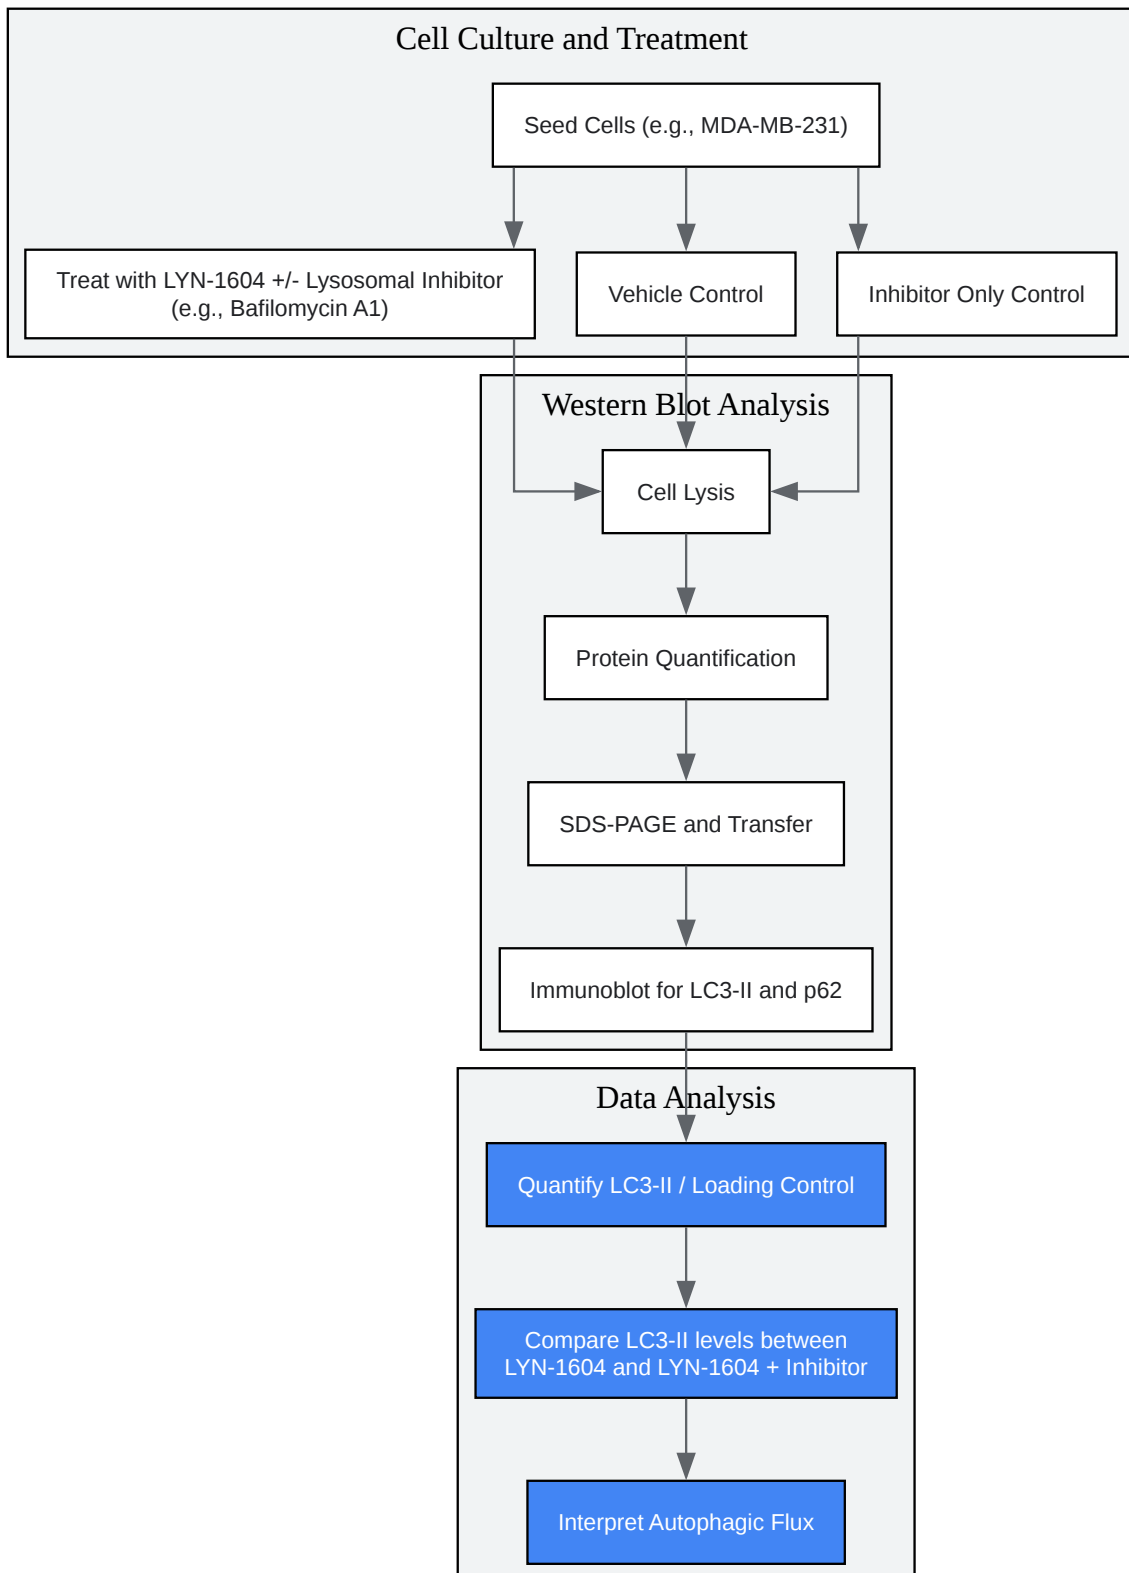 Cell Culture and Treatment
Seed Cells (e.g., MDA-MB-231)
Treat with LYN-1604 +/- Lysosomal Inhibitor
(e.g., Bafilomycin A1)
Vehicle Control
Inhibitor Only Control
Western Blot Analysis
Cell Lysis
Protein Quantification
SDS-PAGE and Transfer
Immunoblot for LC3-II and p62
Data Analysis
Quantify LC3-II / Loading Control
Compare LC3-II levels between
LYN-1604 and LYN-1604 + Inhibitor
Interpret Autophagic Flux